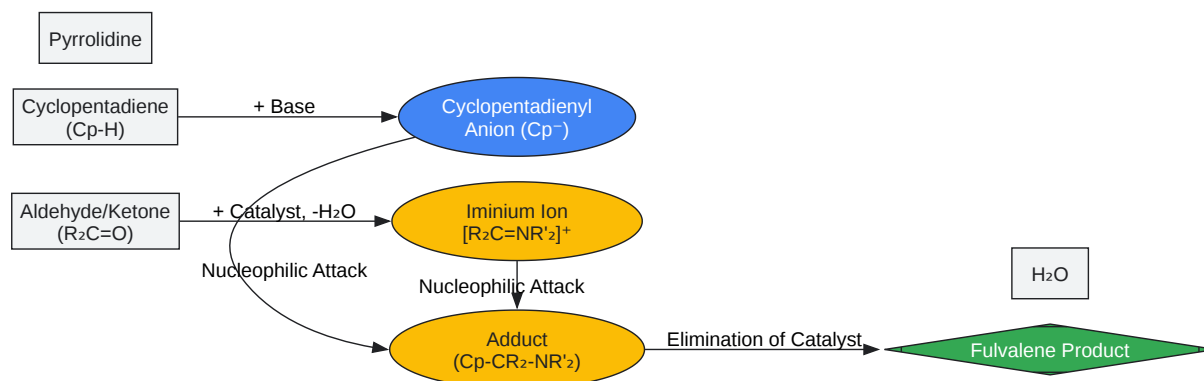 Pyrrolidine
Cyclopentadiene
(Cp-H)
+ Base
Cyclopentadienyl
Anion (Cp⁻)
Aldehyde/Ketone
(R₂C=O)
+ Catalyst, -H₂O
Iminium Ion
[R₂C=NR'₂]⁺
Nucleophilic Attack
Nucleophilic Attack
H₂O
Adduct
(Cp-CR₂-NR'₂)
Elimination of Catalyst
Fulvalene Product